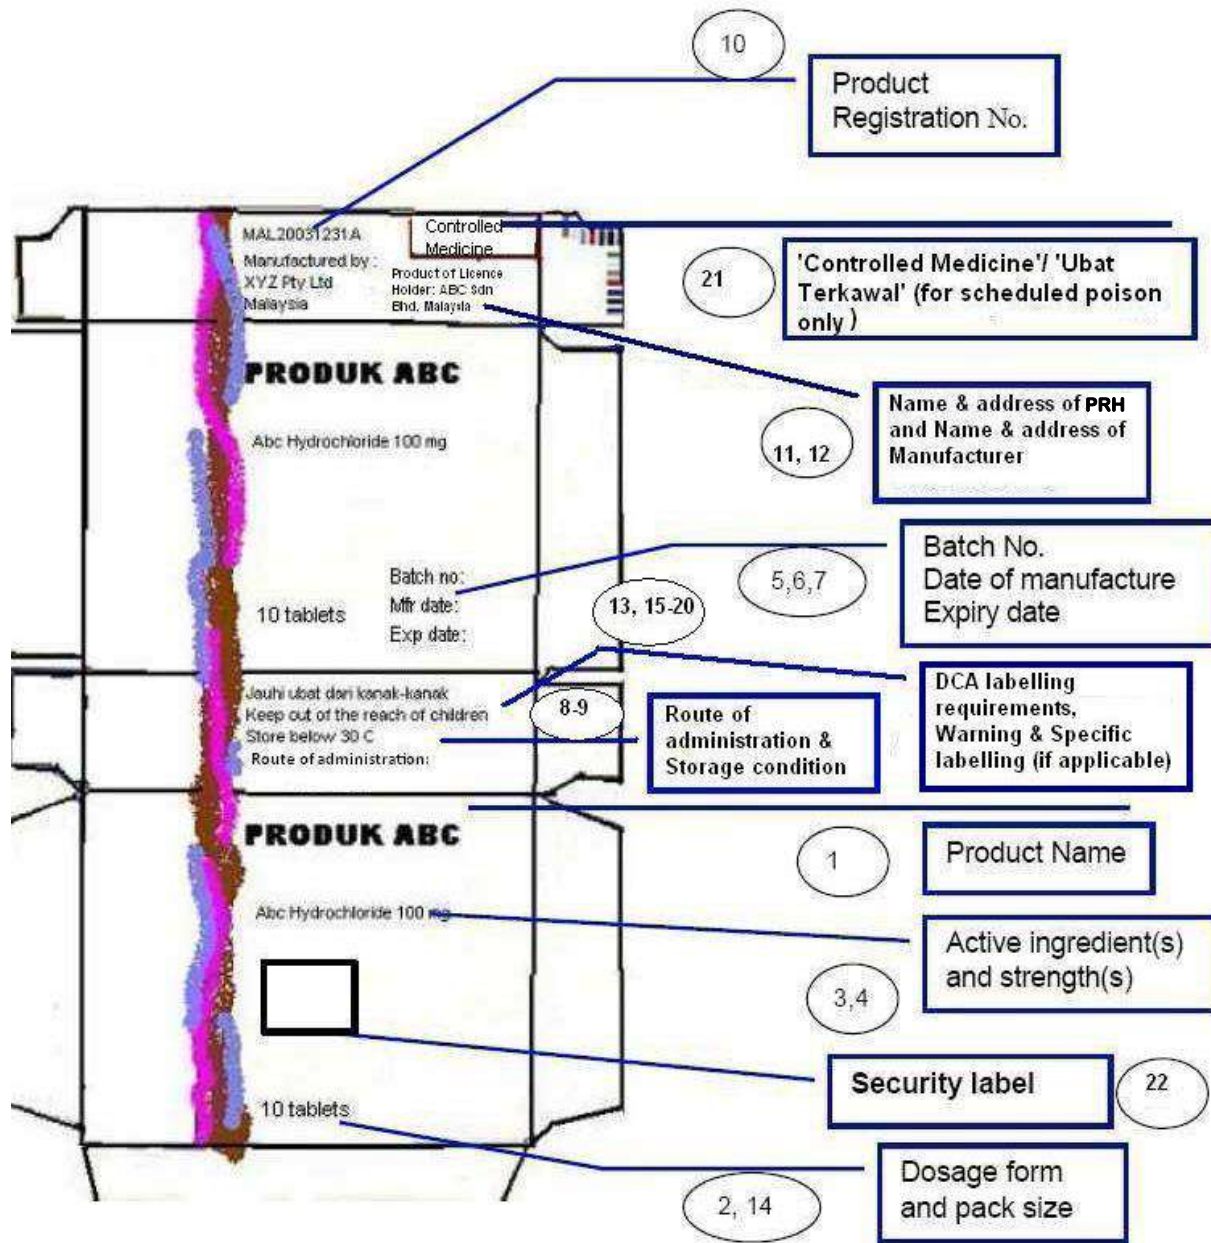 10
Product
Registration No.
MAL20031231A
Controlled
Medicine
Manufactured by :
XYZ Pty Ltd
Malaysia
Product of Licence
Holder: ABC Sdn
Bhd, Malaysia
21
'Controlled Medicine'/ 'Ubat
Terkawal' (for scheduled poison
only )
PRODUK ABC
Abc Hydrochloride 100 mg
11, 12
Name & address of PRH
and Name & address of
Manufacturer
10 tablets
Batch no:
Mfr date:
Exp date:
5,6,7
Batch No.
Date of manufacture
Expiry date
13, 15-20
DCA labelling
requirements,
Warning & Specific
labelling (if applicable)
Jauhi ubat dari kanak-kanak
Keep out of the reach of children
Store below 30 C
Route of administration:
8-9
Route of
administration &
Storage condition
PRODUK ABC
1
Product Name
Abc Hydrochloride 100 mg
3,4
Active ingredient(s)
and strength(s)
Security label
22
10 tablets
2, 14
Dosage form
and pack size